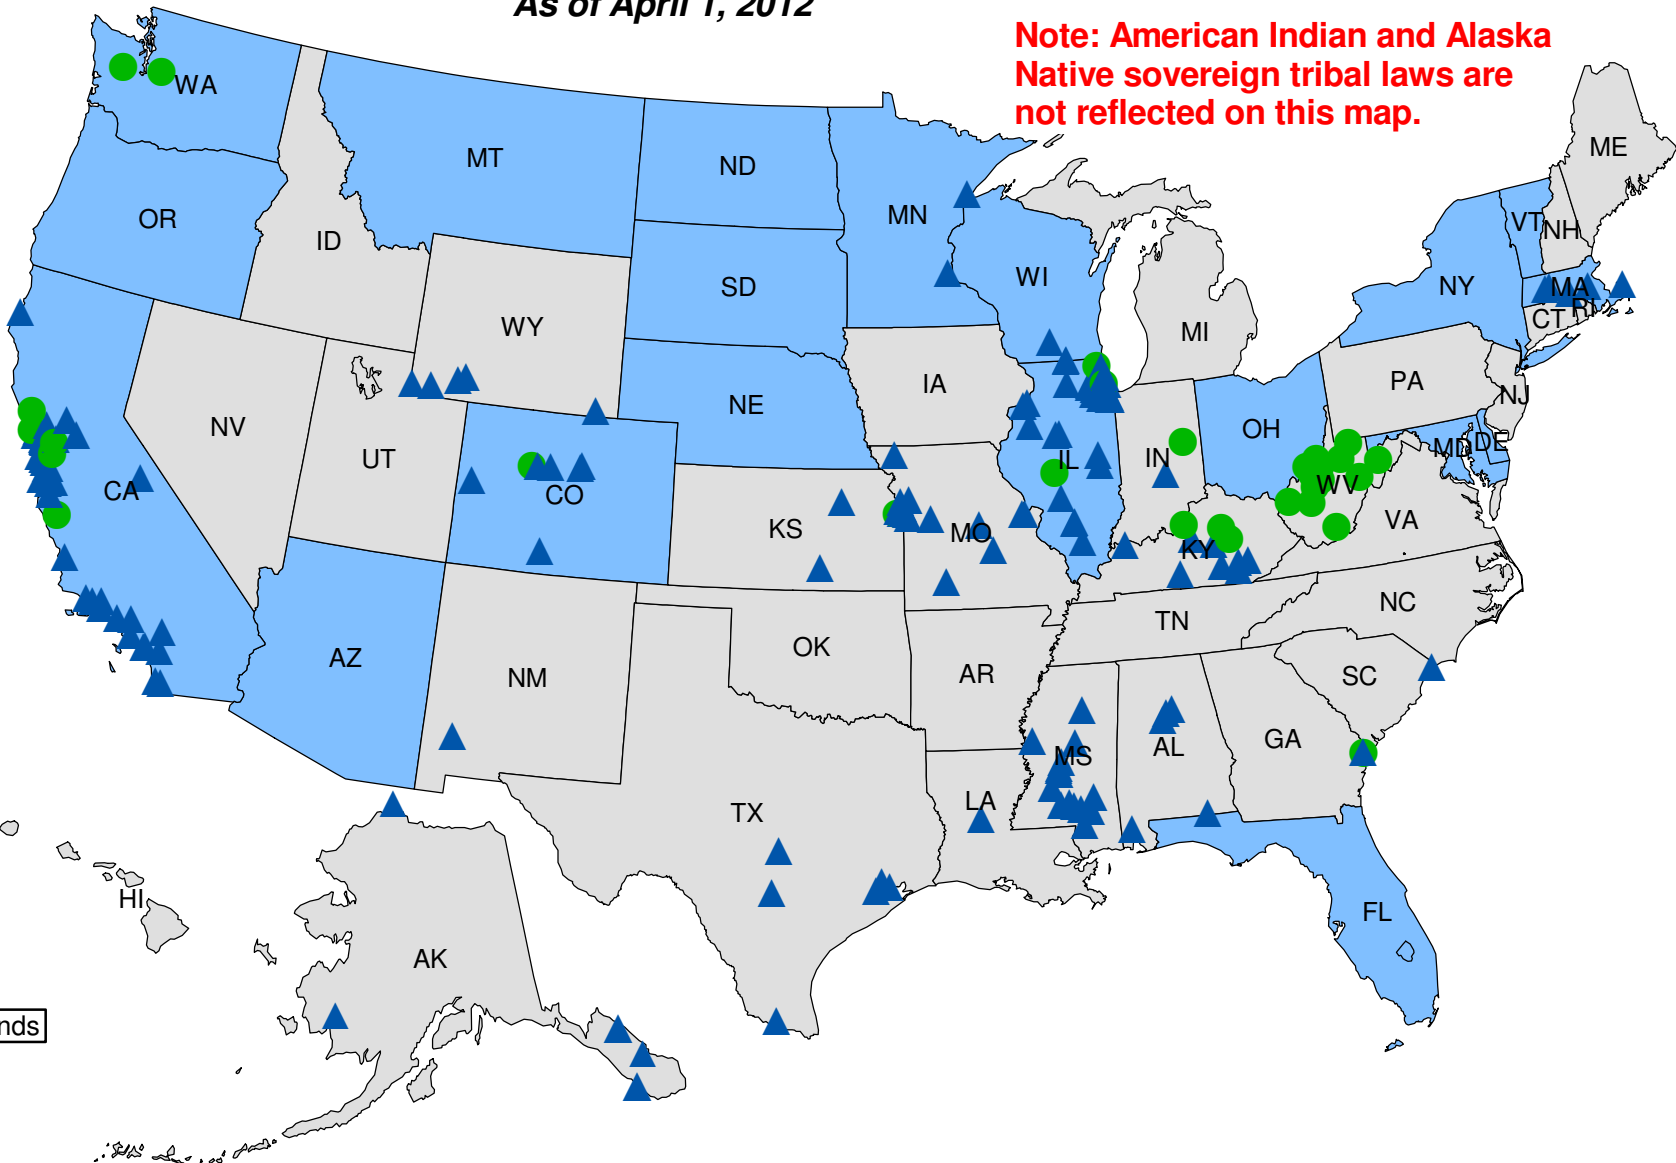 As of April 1, 2012
Note: American Indian and Alaska
Native sovereign tribal laws are
not reflected on this map.
WA
ME
MT
ND
OR
MN
VT
NH
ID
WI
SD
NY
MA
RI
CT
WY
MI
IA
PA
NJ
NE
NV
OH
MD
DE
UT
IL
IN
CA
CO
WV
KS
MO
VA
KY
NC
TN
OK
AZ
AR
NM
SC
GA
AL
MS
LA
TX
HI
FL
AK
nds